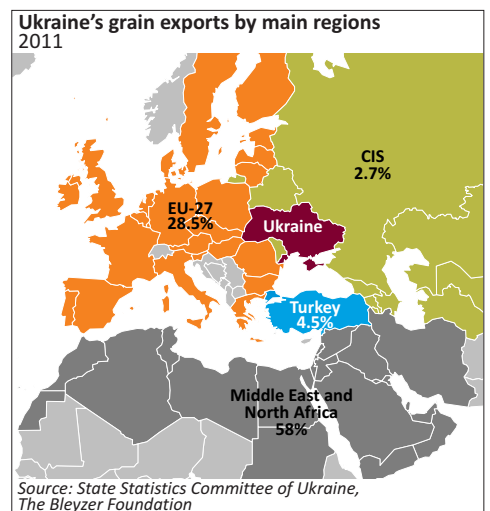 Ukraine's grain exports by main regions
2011
CIS
2.7%
EU-27
28.5%
Ukraine
Turkey
4.5%
Middle East and
North Africa
58%
Source: State Statistics Committee of Ukraine,
The Bleyzer Foundation